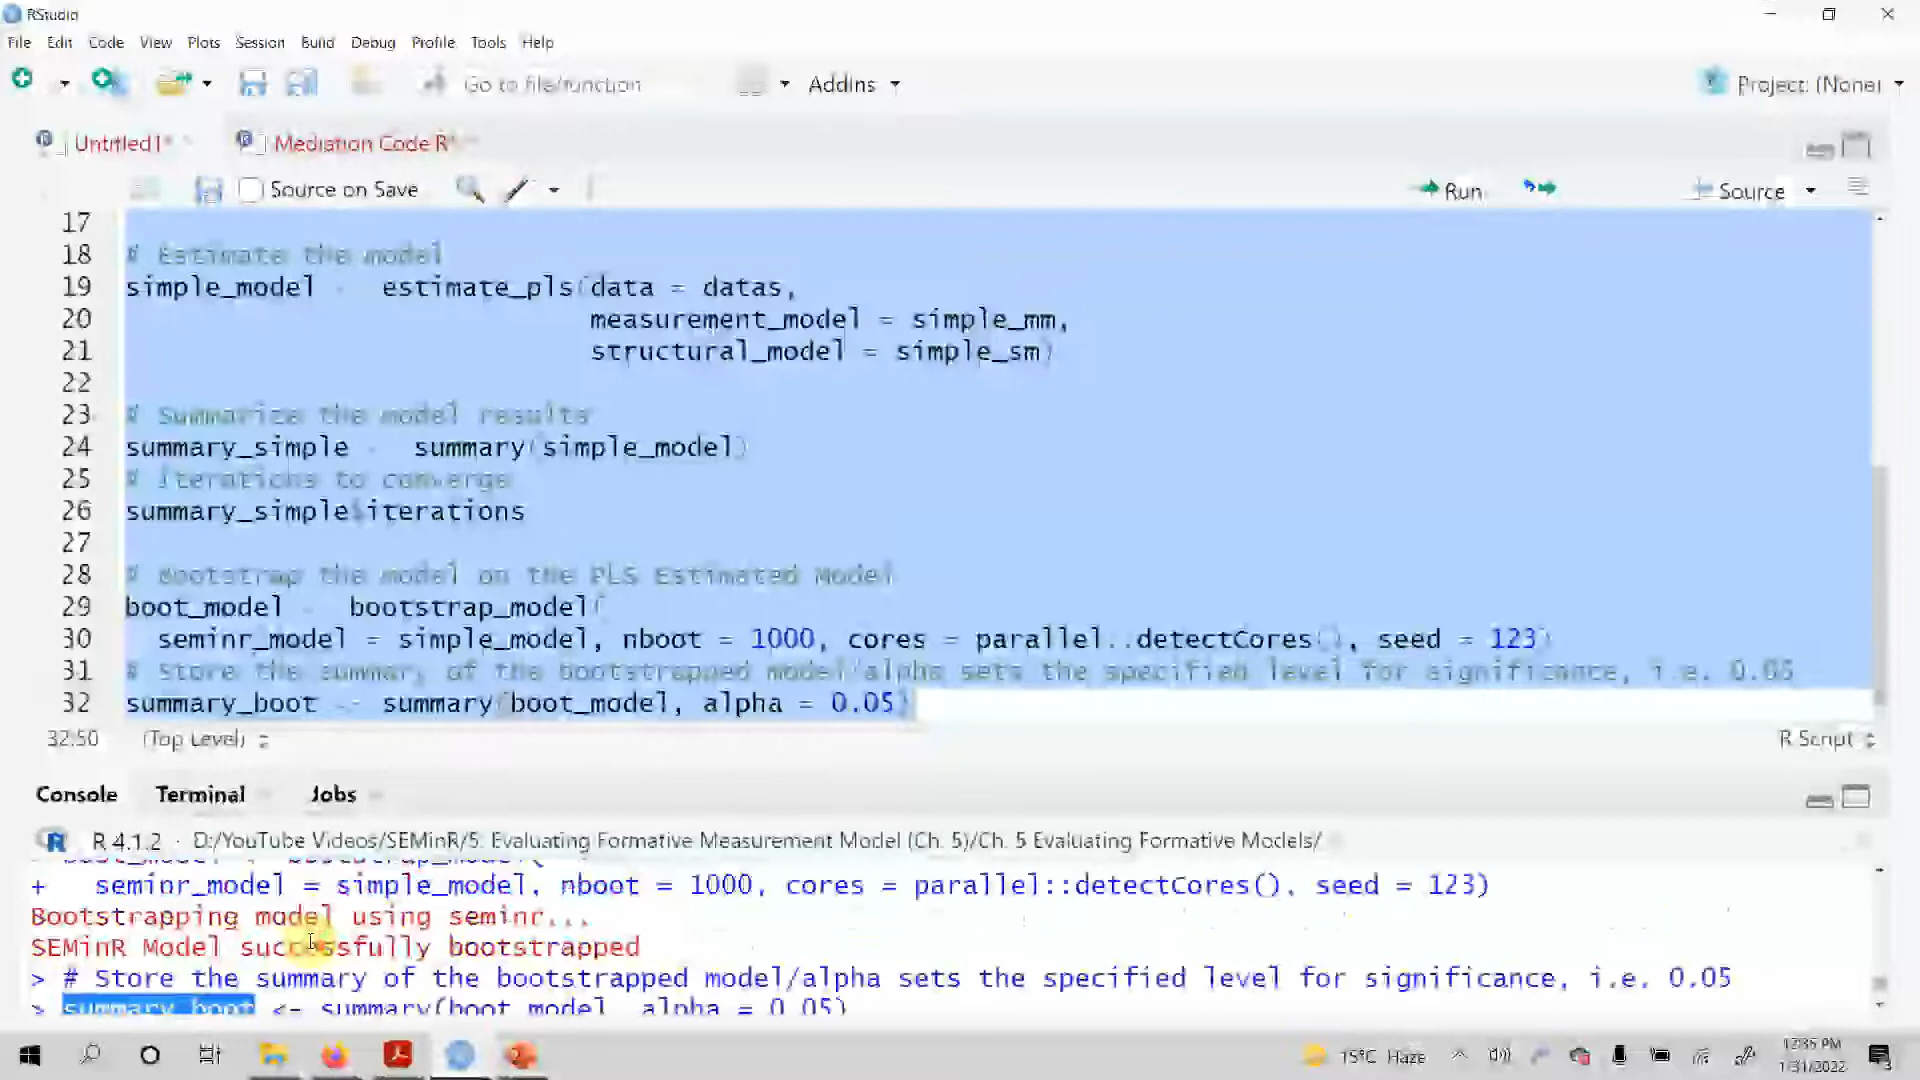 RStudio
File Edit Code View Plots Session Build Debug Profile Tools Help
Go to file/function Addins Project: (None)
Untitled1* Mediation Code R*
Source on Save Run Source
17
18 # Estimate the model
19 simple_model estimate_pls(data = datas,
20 measurement_model = simple_mm,
21 structural_model = simple_sm)
22
23 # Summarize the model results
24 summary_simple summary(simple_model)
25 # Iterations to converge
26 summary_simple$iterations
27
28 # Bootstrap the model on the PLS Estimated Model
29 boot_model bootstrap_model(
30 seminr_model = simple_model, nboot = 1000, cores = parallel::detectCores(), seed = 123)
31 # Store the summary of the bootstrapped model/alpha sets the specified level for significance, i.e. 0.05
32 summary_boot <- summary(boot_model, alpha = 0.05)
32:50 (Top Level) R Script
Console Terminal Jobs
R 4.1.2 · D:/YouTube Videos/SEMinR/5. Evaluating Formative Measurement Model (Ch. 5)/Ch. 5 Evaluating Formative Models/
+ seminr_model = simple_model, nboot = 1000, cores = parallel::detectCores(), seed = 123)
Bootstrapping model using seminr...
SEMinR Model successfully bootstrapped
> # Store the summary of the bootstrapped model/alpha sets the specified level for significance, i.e. 0.05
> summary_boot <- summary(boot_model, alpha = 0.05)
15°C Haze
12:35 PM
1/31/2022